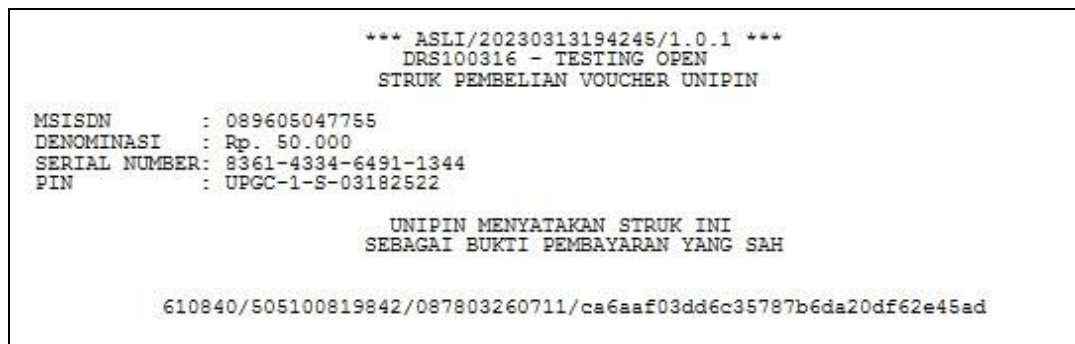 *** ASLI/20230313194245/1.0.1 ***
DRS100316 - TESTING OPEN
STRUK PEMBELIAN VOUCHER UNIPIN
MSISDN : 089605047755
DENOMINASI : Rp. 50.000
SERIAL NUMBER: 8361-4334-6491-1344
PIN : UPGC-1-S-03182522
UNIPIN MENYATAKAN STRUK INI
SEBAGAI BUKTI PEMBAYARAN YANG SAH
610840/505100819842/087803260711/ca6aaf03dd6c35787b6da20df62e45ad